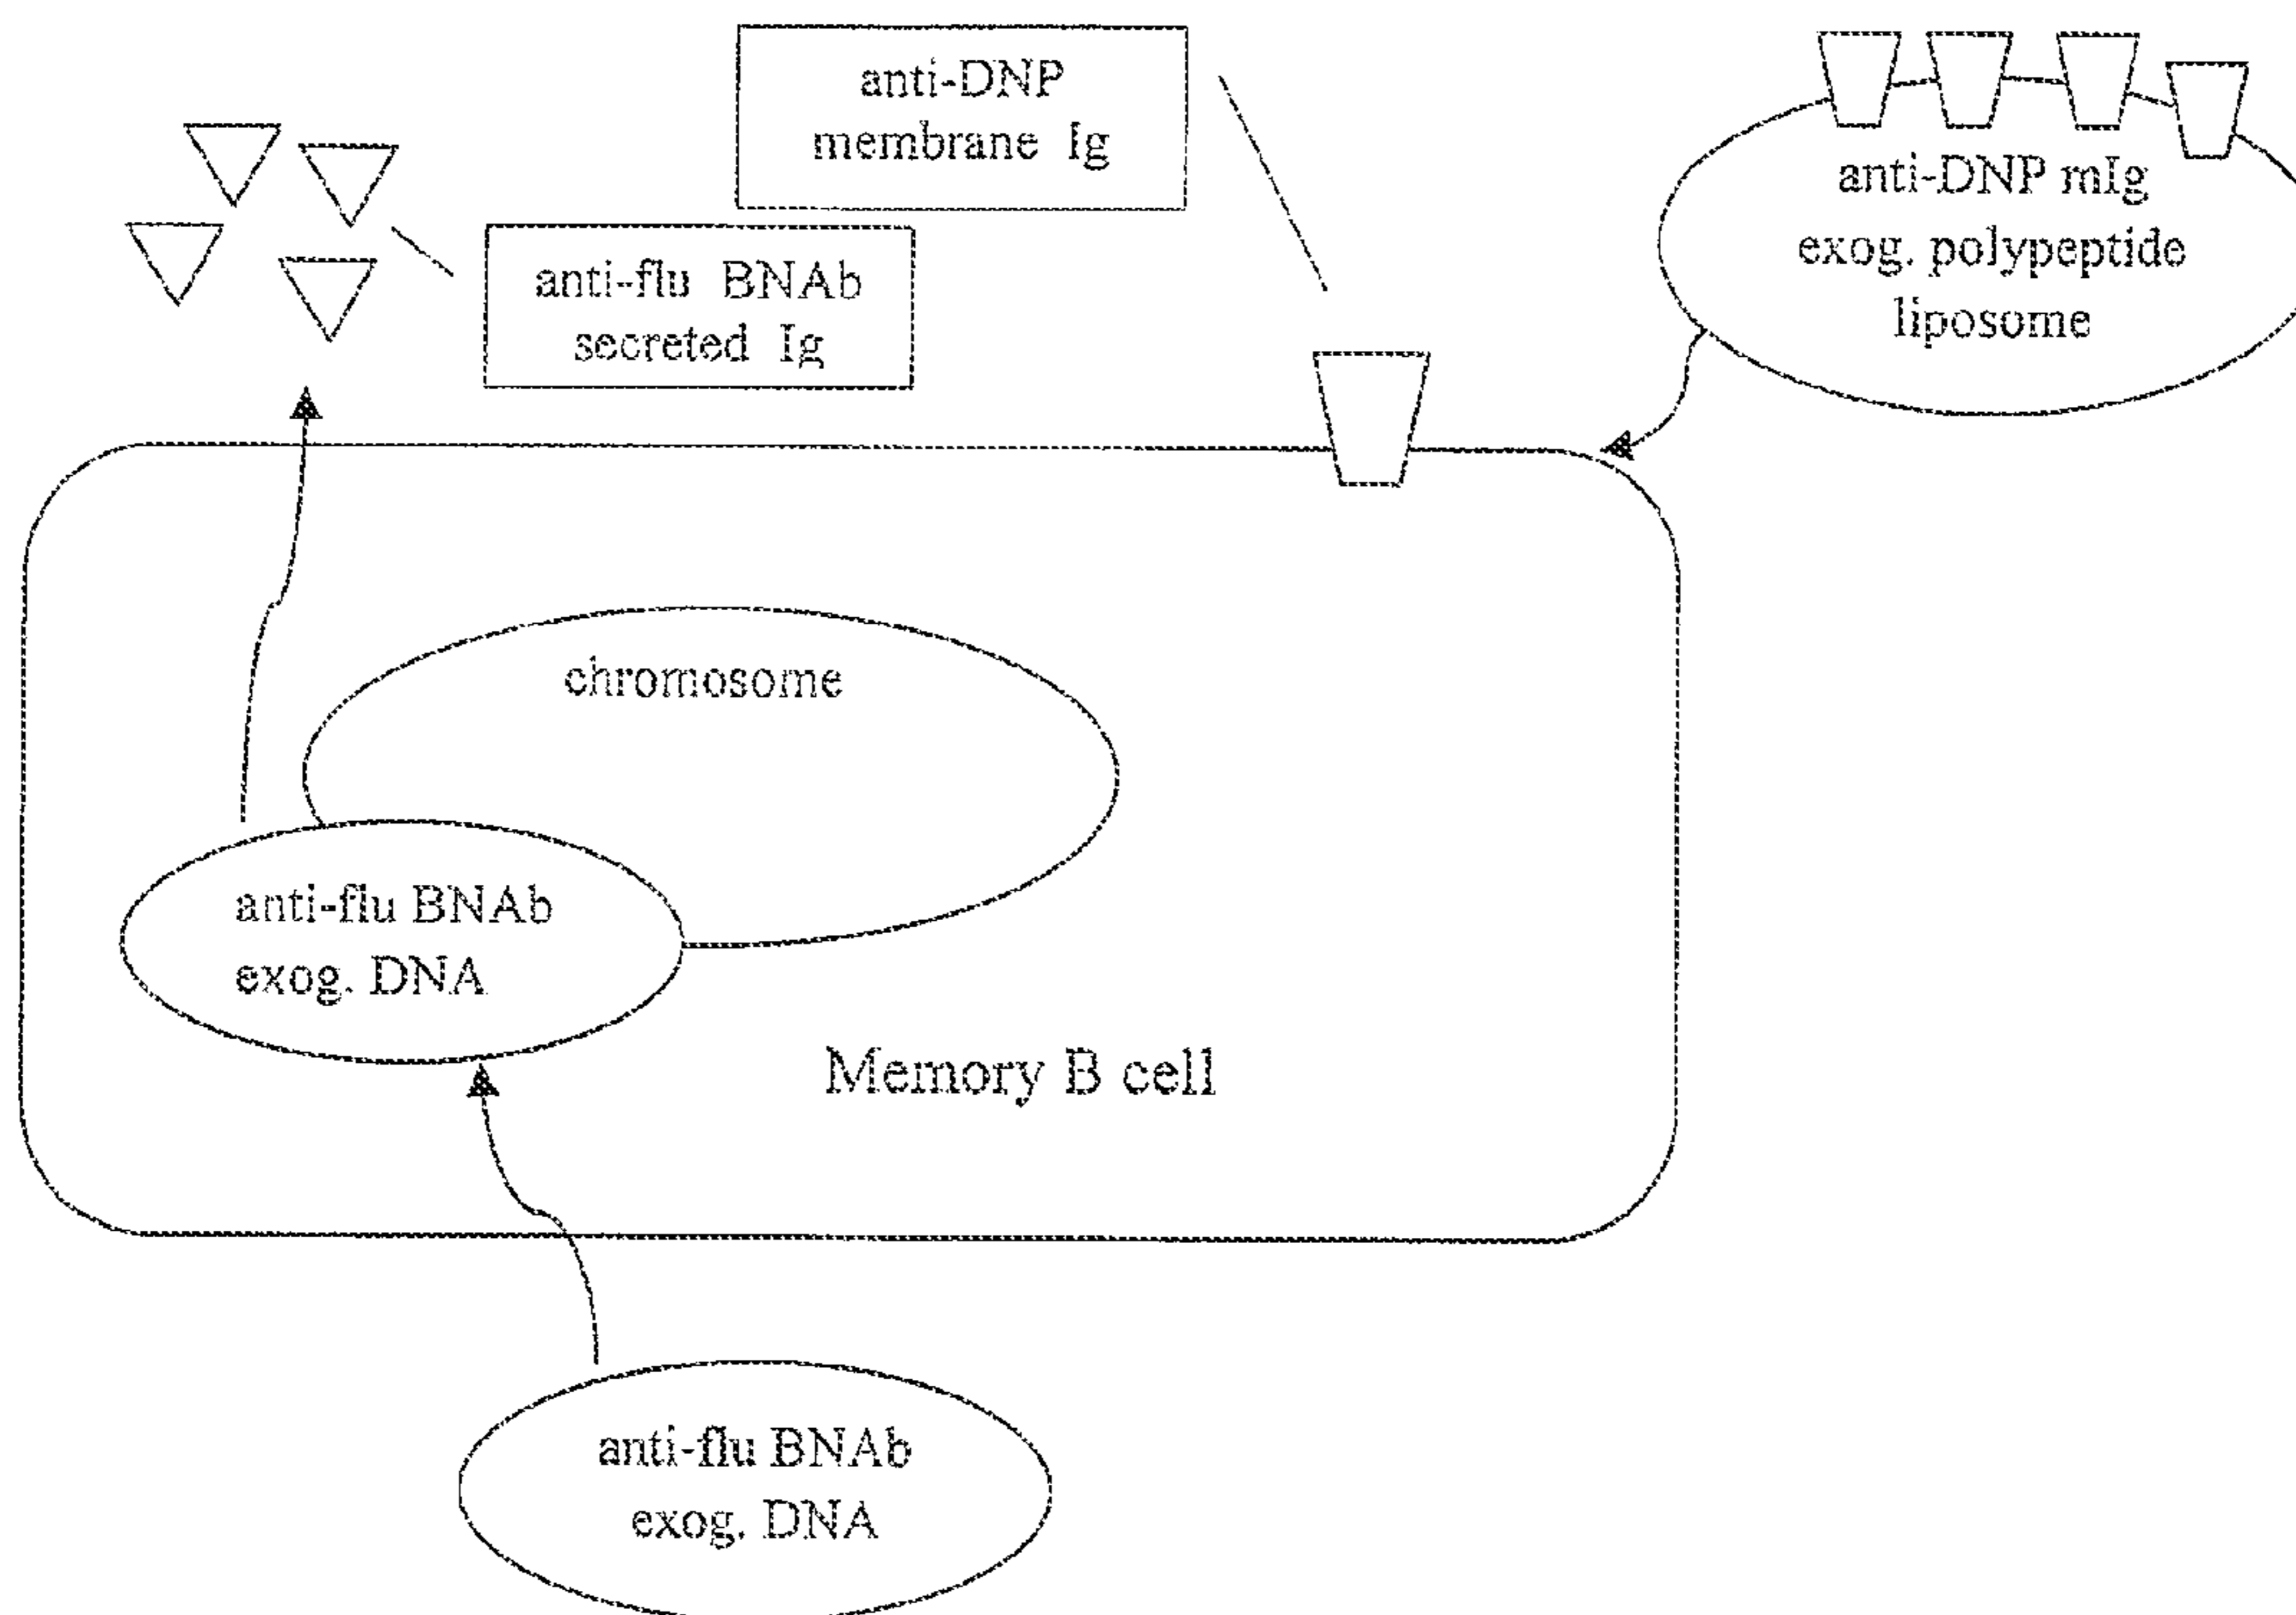 anti-DNP
membrane Ig
anti-flu BNAb
secreted Ig
anti-DNP mIg
exog. polypeptide
liposome
chromosome
anti-flu BNAb
exog. DNA
Memory B cell
anti-flu BNAb
exog. DNA